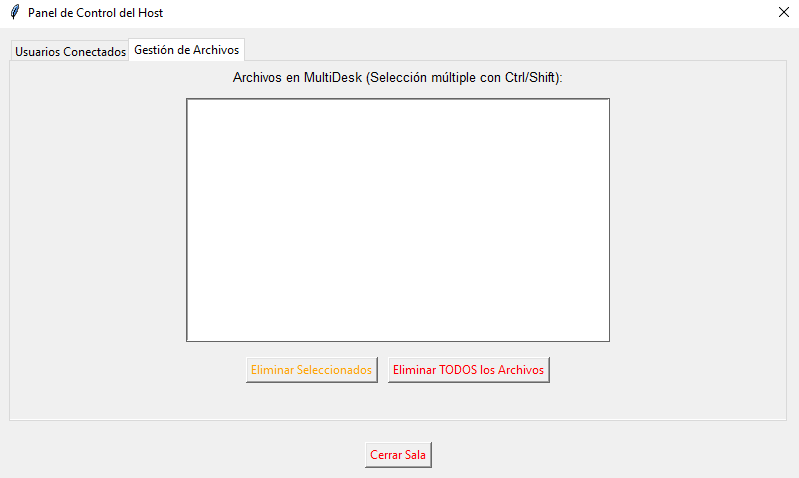 Panel de Control del Host
Usuarios Conectados
Gestión de Archivos
Archivos en MultiDesk (Selección múltiple con Ctrl/Shift):
Eliminar Seleccionados
Eliminar TODOS los Archivos
Cerrar Sala